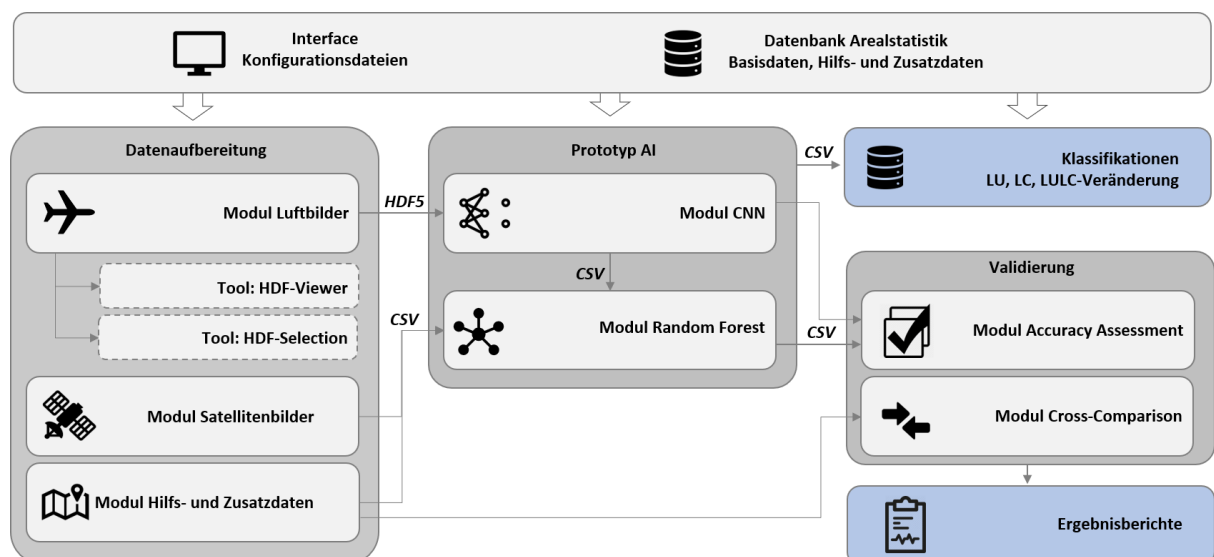 Interface
Konfigurationsdateien
Datenbank Arealstatistik
Basisdaten, Hilfs- und Zusatzdaten
Datenaufbereitung
Modul Luftbilder
Tool: HDF-Viewer
Tool: HDF-Selection
Modul Satellitenbilder
Modul Hilfs- und Zusatzdaten
HDF5
CSV
Prototyp AI
Modul CNN
CSV
Modul Random Forest
CSV
CSV
Klassifikationen
LU, LC, LULC-Veränderung
Validierung
Modul Accuracy Assessment
Modul Cross-Comparison
Ergebnisberichte